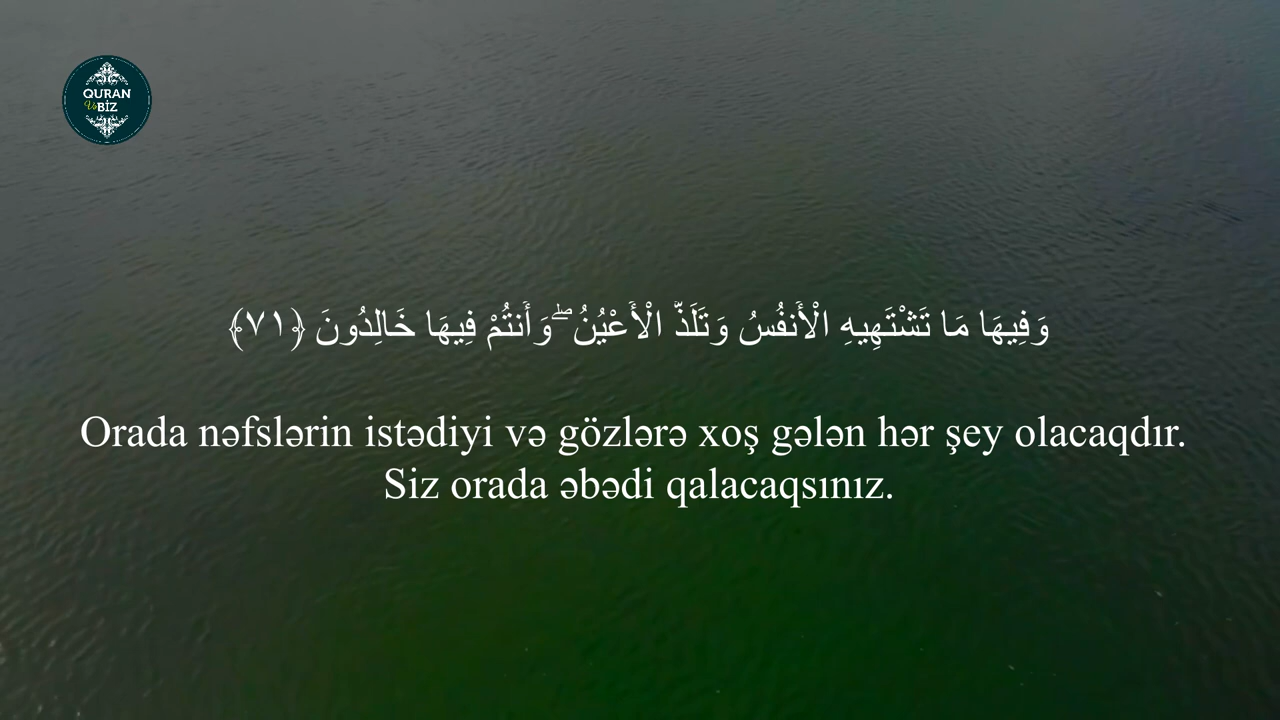 QURAN
Və BİZ
وَفِيهَا مَا تَشْتَهِيهِ الْأَنفُسُ وَتَلَذُّ الْأَعْيُنُ ۖ وَأَنتُمْ فِيهَا خَالِدُونَ ﴿٧١﴾
Orada nəfslərin istədiyi və gözlərə xoş gələn hər şey olacaqdır.
Siz orada əbədi qalacaqsınız.